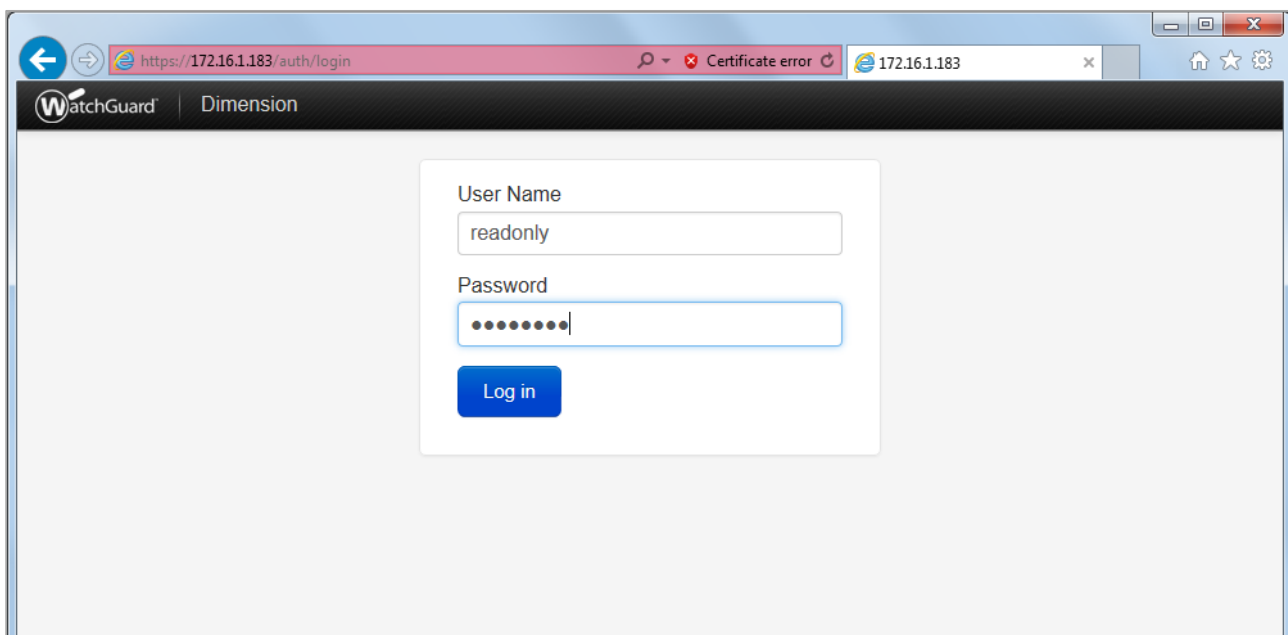 https://172.16.1.183/auth/login Certificate error 172.16.1.183
WatchGuard Dimension
User Name
readonly
Password
Log in